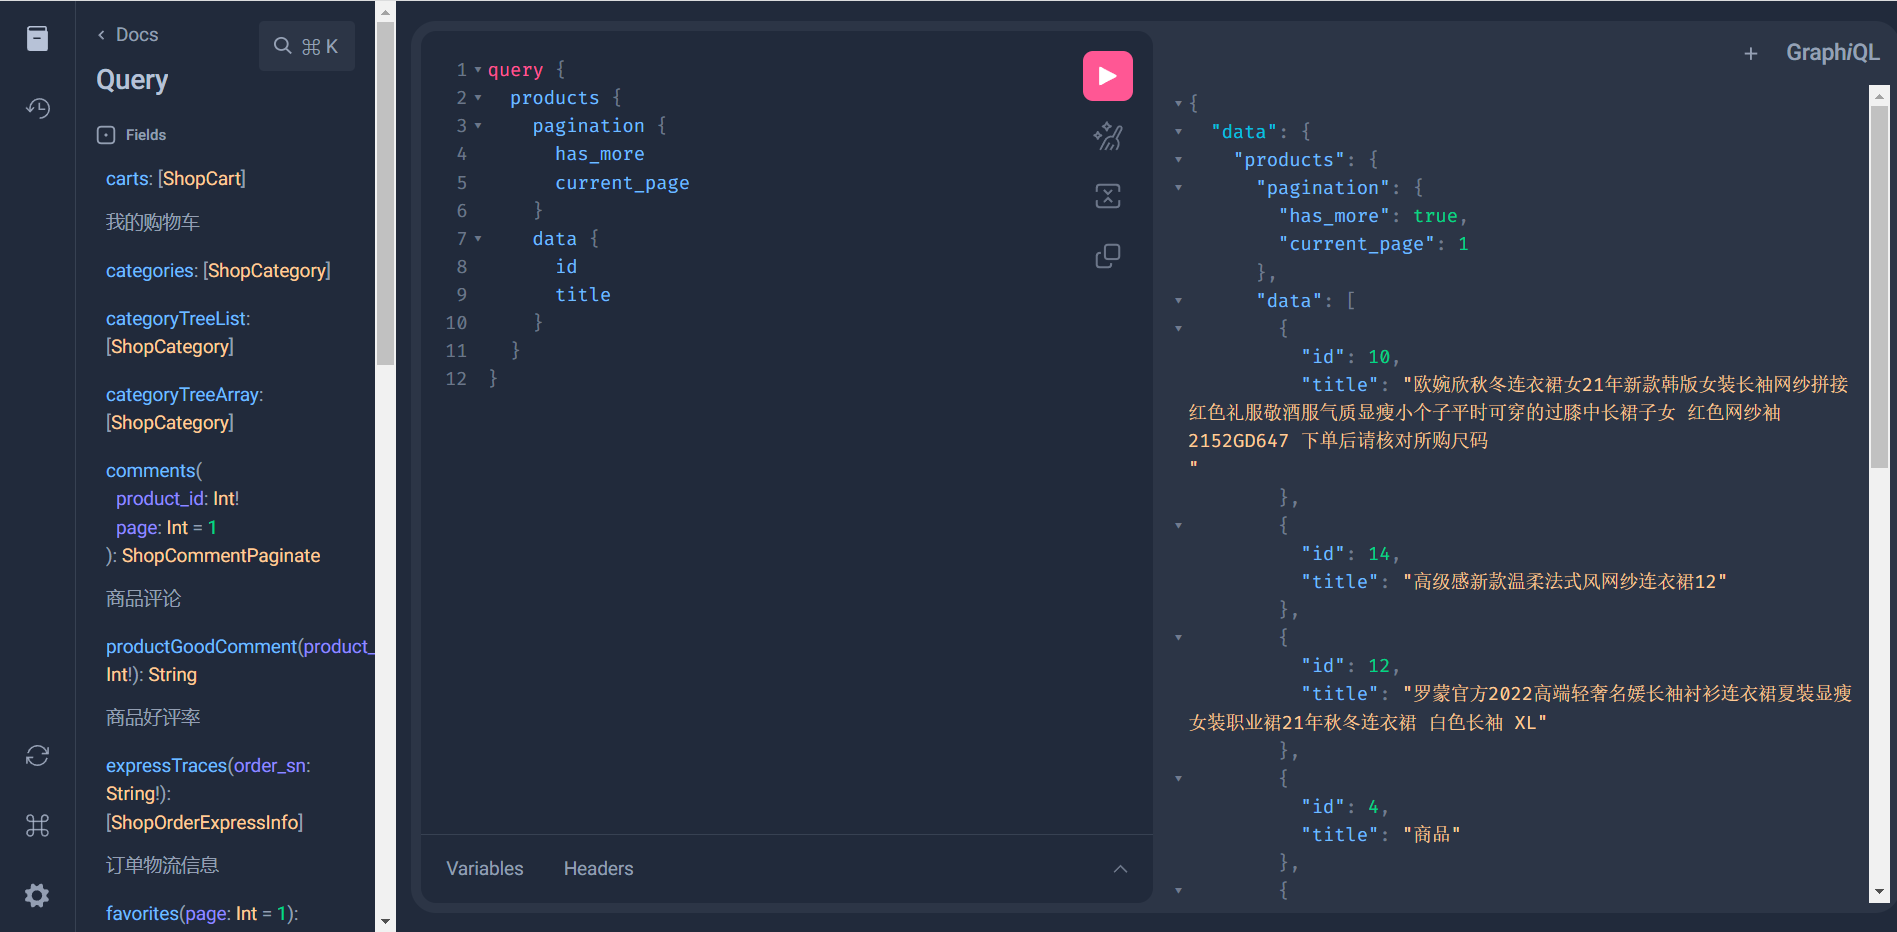 Docs
⌘ K
Query
Fields
carts: [ShopCart]
我的购物车
categories: [ShopCategory]
categoryTreeList:
[ShopCategory]
categoryTreeArray:
[ShopCategory]
comments(
product_id: Int!
page: Int = 1
): ShopCommentPaginate
商品评论
productGoodComment(product_
Int!): String
商品好评率
expressTraces(order_sn:
String!):
[ShopOrderExpressInfo]
订单物流信息
favorites(page: Int = 1):
1 query {
2 products {
3 pagination {
4 has_more
5 current_page
6 }
7 data {
8 id
9 title
10 }
11 }
12 }
Variables Headers
+ GraphiQL
{
"data": {
"products": {
"pagination": {
"has_more": true,
"current_page": 1
},
"data": [
{
"id": 10,
"title": "欧婉欣秋冬连衣裙女21年新款韩版女装长袖网纱拼接
红色礼服敬酒服气质显瘦小个子平时可穿的过膝中长裙子女 红色网纱袖
2152GD647 下单后请核对所购尺码
"
},
{
"id": 14,
"title": "高级感新款温柔法式风网纱连衣裙12"
},
{
"id": 12,
"title": "罗蒙官方2022高端轻奢名媛长袖衬衫连衣裙夏装显瘦
女装职业裙21年秋冬连衣裙 白色长袖 XL"
},
{
"id": 4,
"title": "商品"
},
{